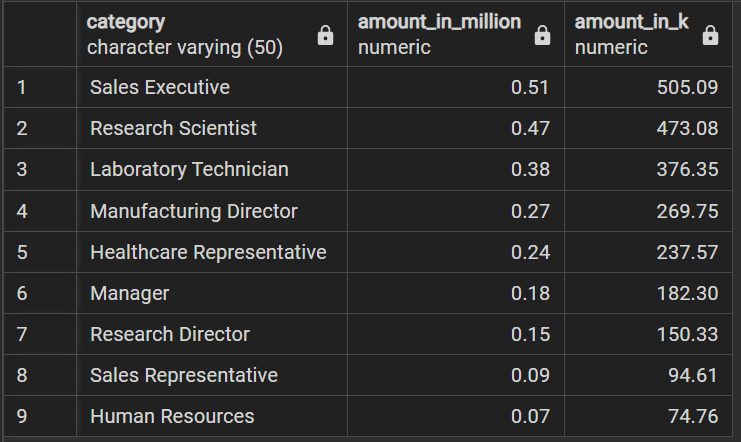 category amount_in_million amount_in_k
character varying (50) numeric numeric
1 Sales Executive 0.51 505.09
2 Research Scientist 0.47 473.08
3 Laboratory Technician 0.38 376.35
4 Manufacturing Director 0.27 269.75
5 Healthcare Representative 0.24 237.57
6 Manager 0.18 182.30
7 Research Director 0.15 150.33
8 Sales Representative 0.09 94.61
9 Human Resources 0.07 74.76